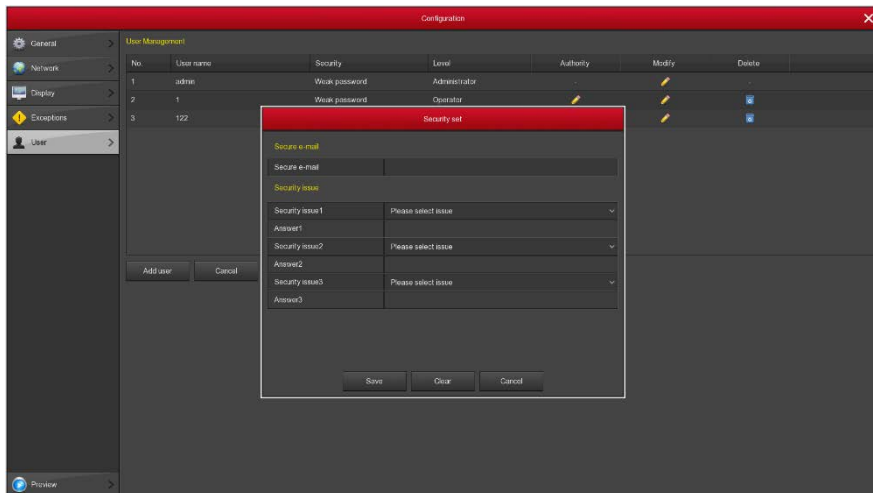 Configuration
General
Network
Display
Exceptions
User
Preview
User Management
No. User name Security Level Authority Modify Delete
1 admin Weak password Administrator - -
2 1 Weak password Operator
3 122
Add user Cancel
Security set
Secure e-mail
Secure e-mail
Security issue
Security issue1 Please select issue
Answer1
Security issue2 Please select issue
Answer2
Security issue3 Please select issue
Answer3
Save Clear Cancel